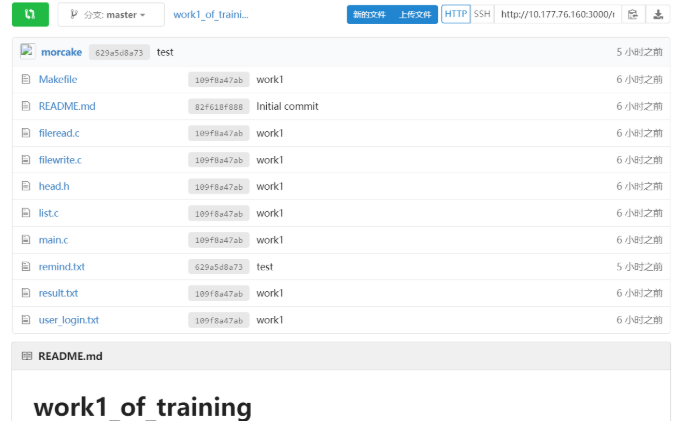 分支: master work1_of_traini... 新的文件 上传文件 HTTP SSH http://10.177.76.160:3000/r
morcake 629a5d8a73 test 5 小时之前
Makefile 109f8a47ab work1 6 小时之前
README.md 82f618f888 Initial commit 6 小时之前
fileread.c 109f8a47ab work1 6 小时之前
filewrite.c 109f8a47ab work1 6 小时之前
head.h 109f8a47ab work1 6 小时之前
list.c 109f8a47ab work1 6 小时之前
main.c 109f8a47ab work1 6 小时之前
remind.txt 629a5d8a73 test 5 小时之前
result.txt 109f8a47ab work1 6 小时之前
user_login.txt 109f8a47ab work1 6 小时之前
README.md
work1_of_training